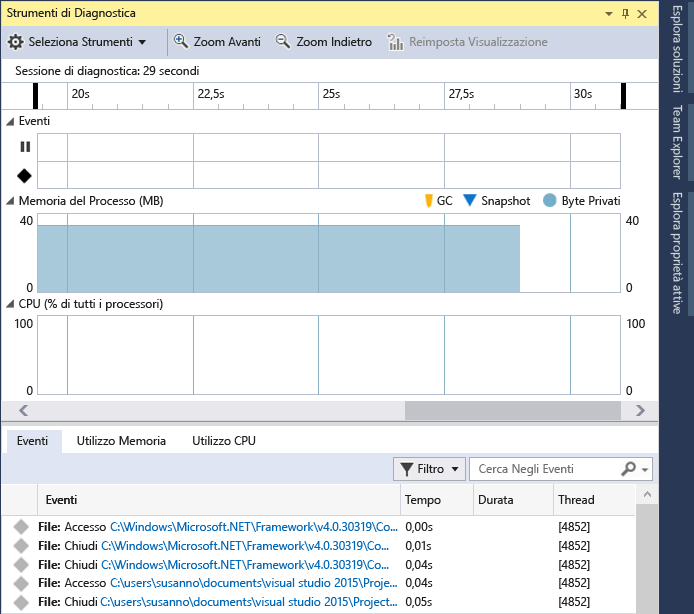 Strumenti di Diagnostica
Seleziona Strumenti Zoom Avanti Zoom Indietro Reimposta Visualizzazione
Sessione di diagnostica: 29 secondi
20s 22,5s 25s 27,5s 30s
Eventi
Memoria del Processo (MB) GC Snapshot Byte Privati
40 40
0 0
CPU (% di tutti i processori)
100 100
0 0
Eventi Utilizzo Memoria Utilizzo CPU
Filtro Cerca Negli Eventi
Eventi Tempo Durata Thread
File: Accesso C:\Windows\Microsoft.NET\Framework\v4.0.30319\Co... 0,00s [4852]
File: Chiudi C:\Windows\Microsoft.NET\Framework\v4.0.30319\Co... 0,01s [4852]
File: Chiudi C:\Windows\Microsoft.NET\Framework\v4.0.30319\Co... 0,04s [4852]
File: Accesso C:\users\susanno\documents\visual studio 2015\Proje... 0,04s [4852]
File: Chiudi C:\users\susanno\documents\visual studio 2015\Project... 0,05s [4852]
Esplora soluzioni
Team Explorer
Esplora proprietà attive